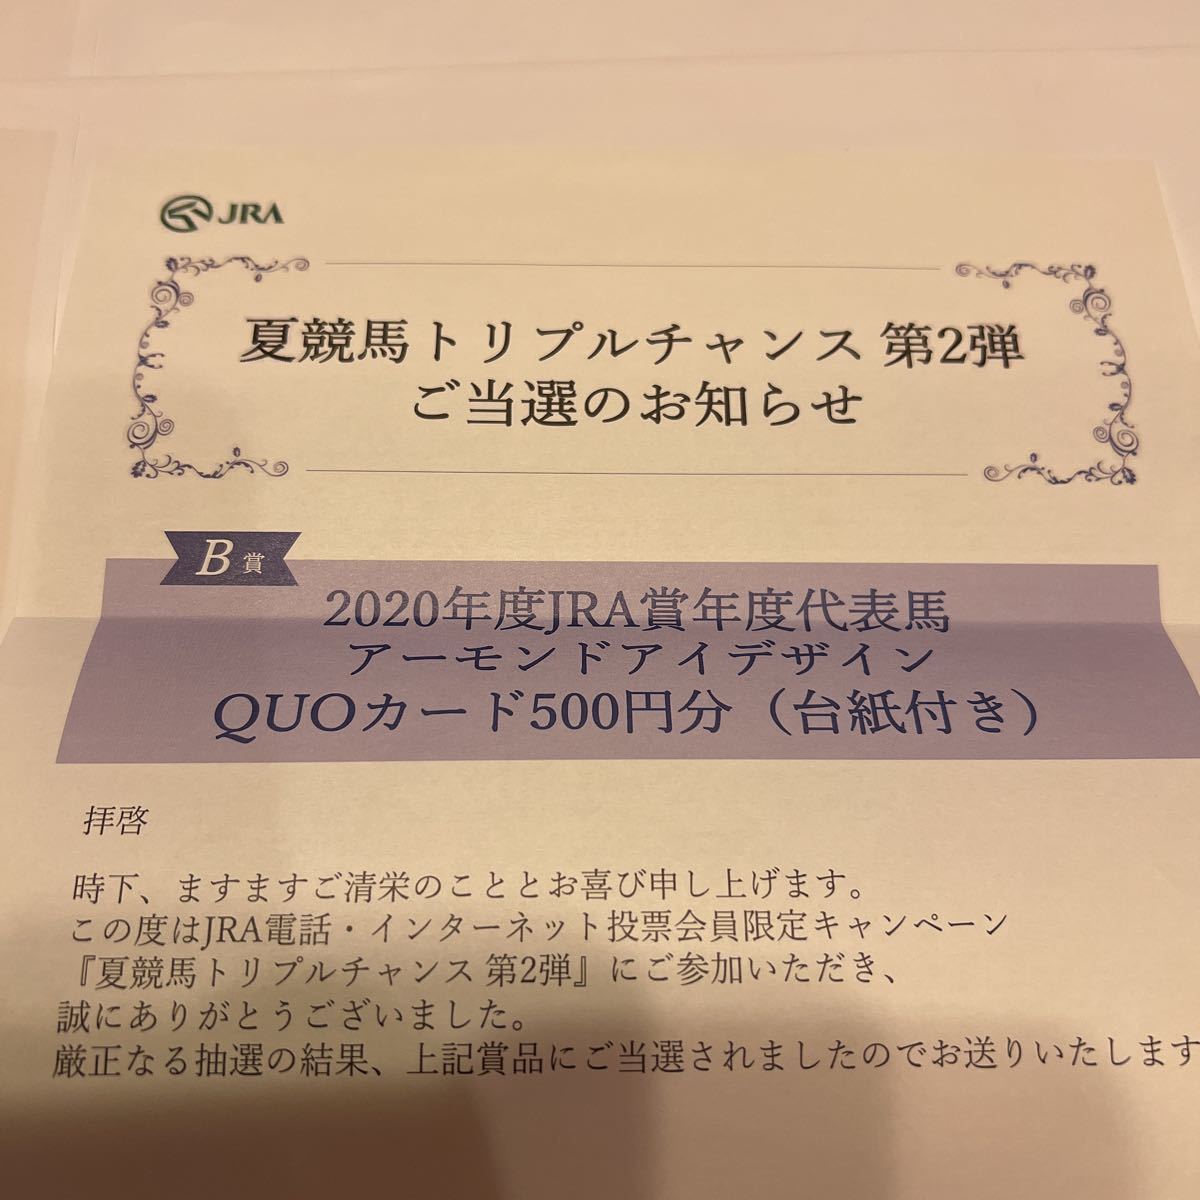 JRA
夏競馬トリプルチャンス 第2弾
ご当選のお知らせ
B賞
2020年度JRA賞年度代表馬
アーモンドアイデザイン
QUOカード500円分（台紙付き）
拝啓
時下、ますますご清栄のこととお喜び申し上げます。
この度はJRA電話・インターネット投票会員限定キャンペーン
『夏競馬トリプルチャンス 第2弾』にご参加いただき、
誠にありがとうございました。
厳正なる抽選の結果、上記賞品にご当選されましたのでお送りいたします